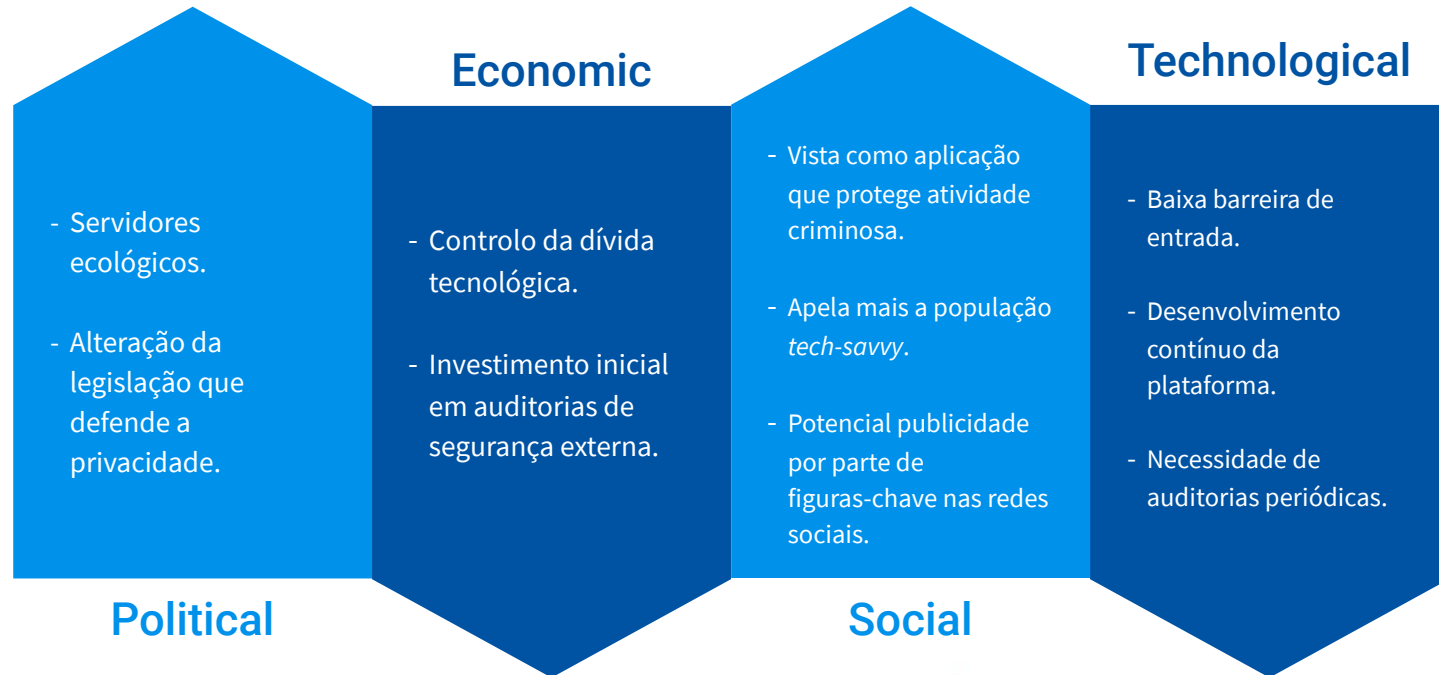 Political
- Servidores
ecológicos.
- Alteração da
legislação que
defende a
privacidade.
Economic
- Controlo da dívida
tecnológica.
- Investimento inicial
em auditorias de
segurança externa.
Social
- Vista como aplicação
que protege atividade
criminosa.
- Apela mais a população
tech-savvy.
- Potencial publicidade
por parte de
figuras-chave nas redes
sociais.
Technological
- Baixa barreira de
entrada.
- Desenvolvimento
contínuo da
plataforma.
- Necessidade de
auditorias periódicas.